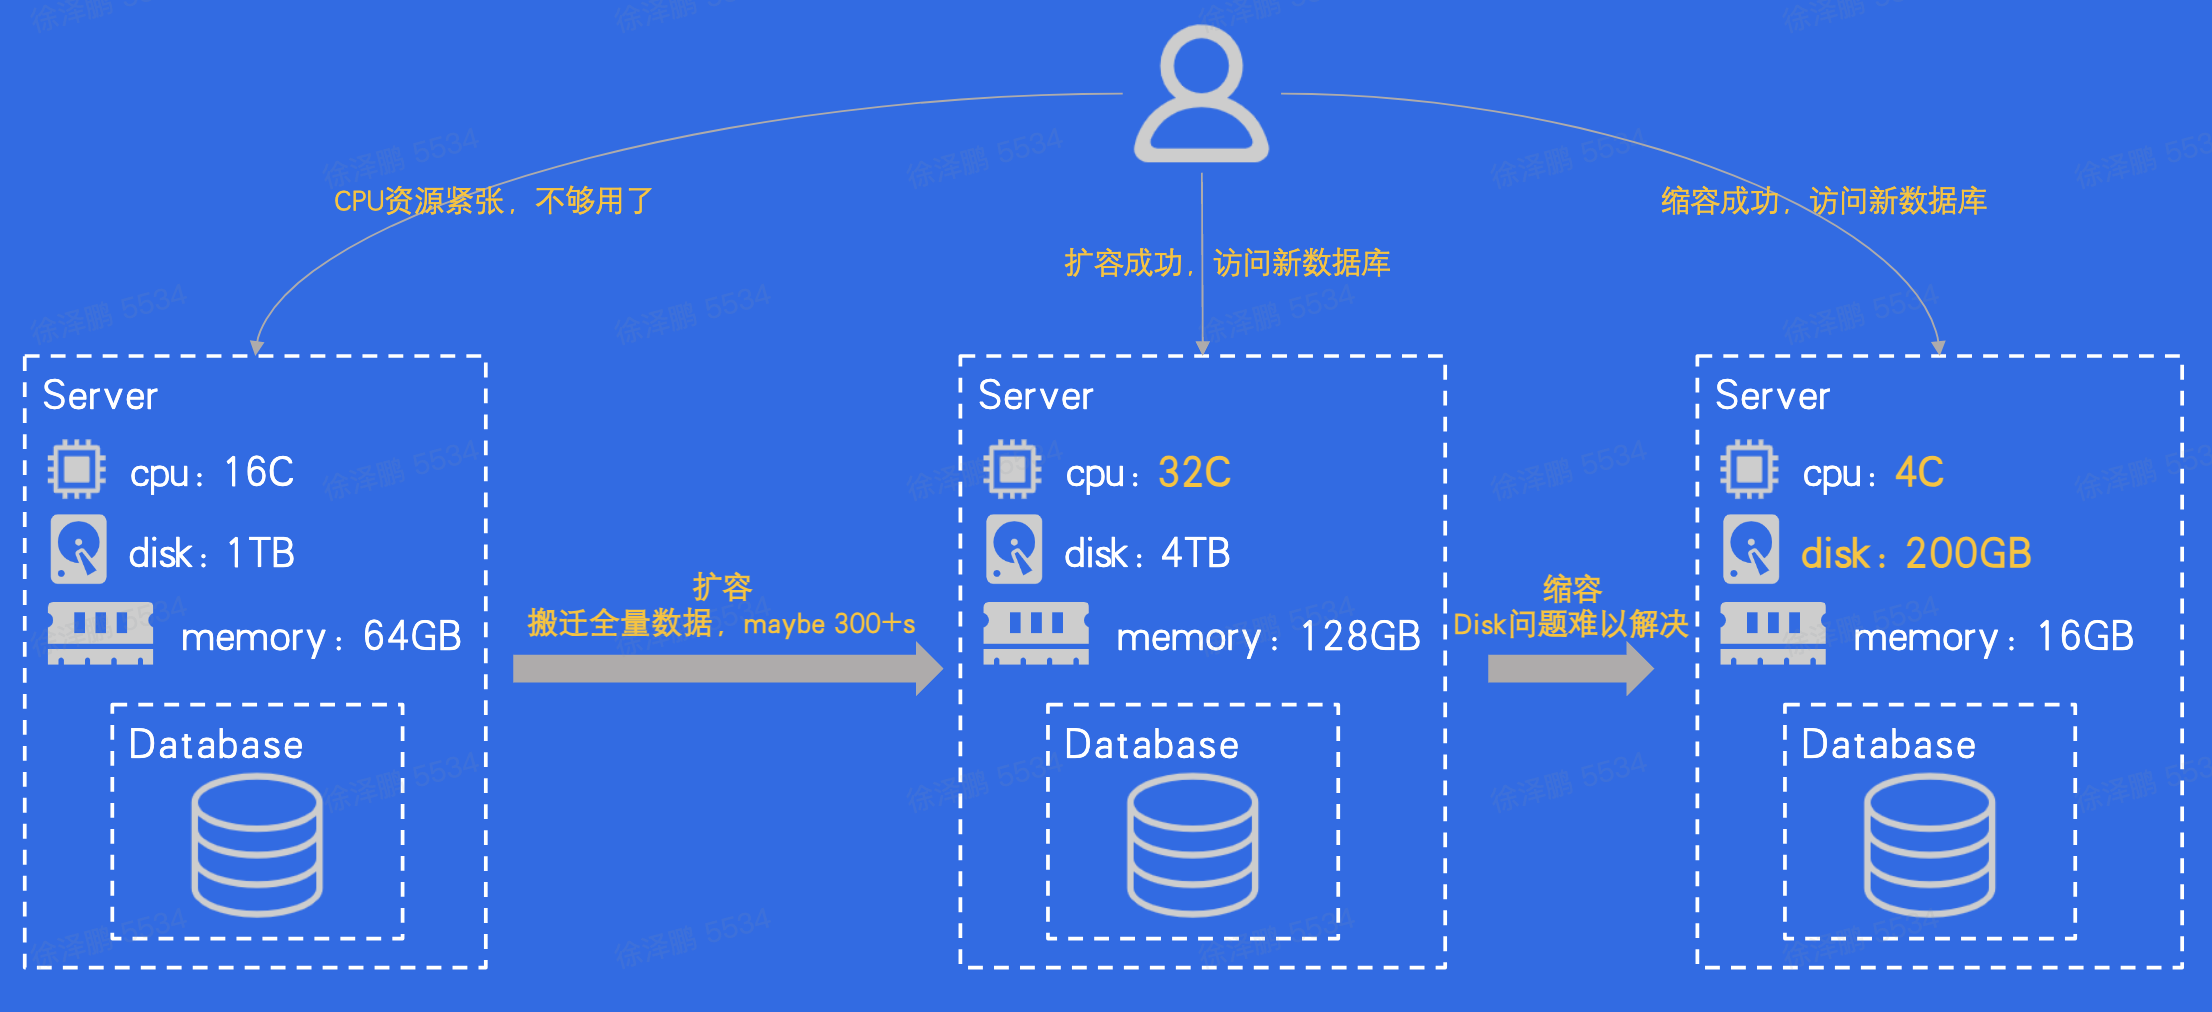 CPU资源紧张，不够用了
扩容成功，访问新数据库
缩容成功，访问新数据库
Server
cpu：16C
disk：1TB
memory：64GB
Database
扩容
搬迁全量数据，maybe 300+s
Server
cpu：32C
disk：4TB
memory：128GB
Database
缩容
Disk问题难以解决
Server
cpu：4C
disk：200GB
memory：16GB
Database
徐泽鹏 5534